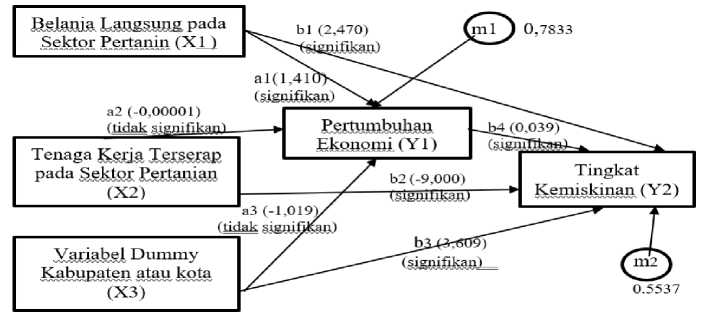 Belanja Langsung pada
Sektor Pertanin (X1)
b1 (2,470)
(signifikan)
m1
0,7833
a1(1,410)
(signifikan)
a2 (-0,00001)
(tidak signifikan)
Pertumbuhan
Ekonomi (Y1)
b4 (0,039)
(signifikan)
Tenaga Kerja Terserap
pada Sektor Pertanian
(X2)
Tingkat
Kemiskinan (Y2)
b2 (-9,000)
(signifikan)
a3 (-1,019)
(tidak signifikan)
Variabel Dummy
Kabupaten atau kota
(X3)
b3 (3,609)
(signifikan)
m2
0.5537